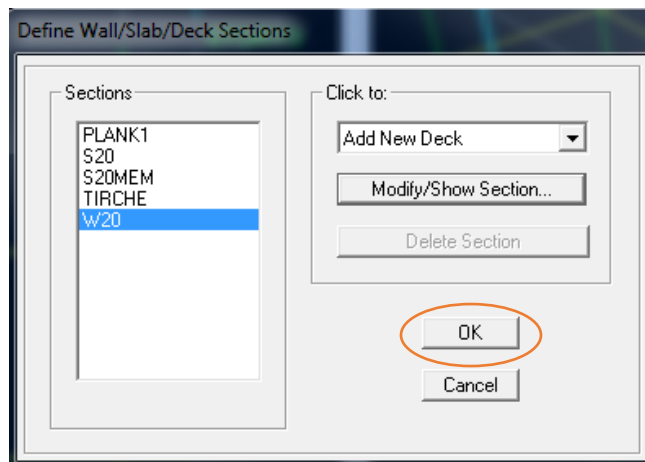 Define Wall/Slab/Deck Sections
Sections
PLANK1
S20
S20MEM
TIRCHE
W20
Click to:
Add New Deck
Modify/Show Section...
Delete Section
OK
Cancel